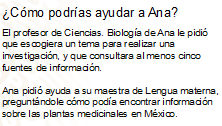 ¿Cómo podrías ayudar a Ana?
El profesor de Ciencias. Biología de Ana le pidió
que escogiera un tema para realizar una
investigación, y que consultara al menos cinco
fuentes de información.
Ana pidió ayuda a su maestra de Lengua materna,
preguntándole cómo podía encontrar información
sobre las plantas medicinales en México.